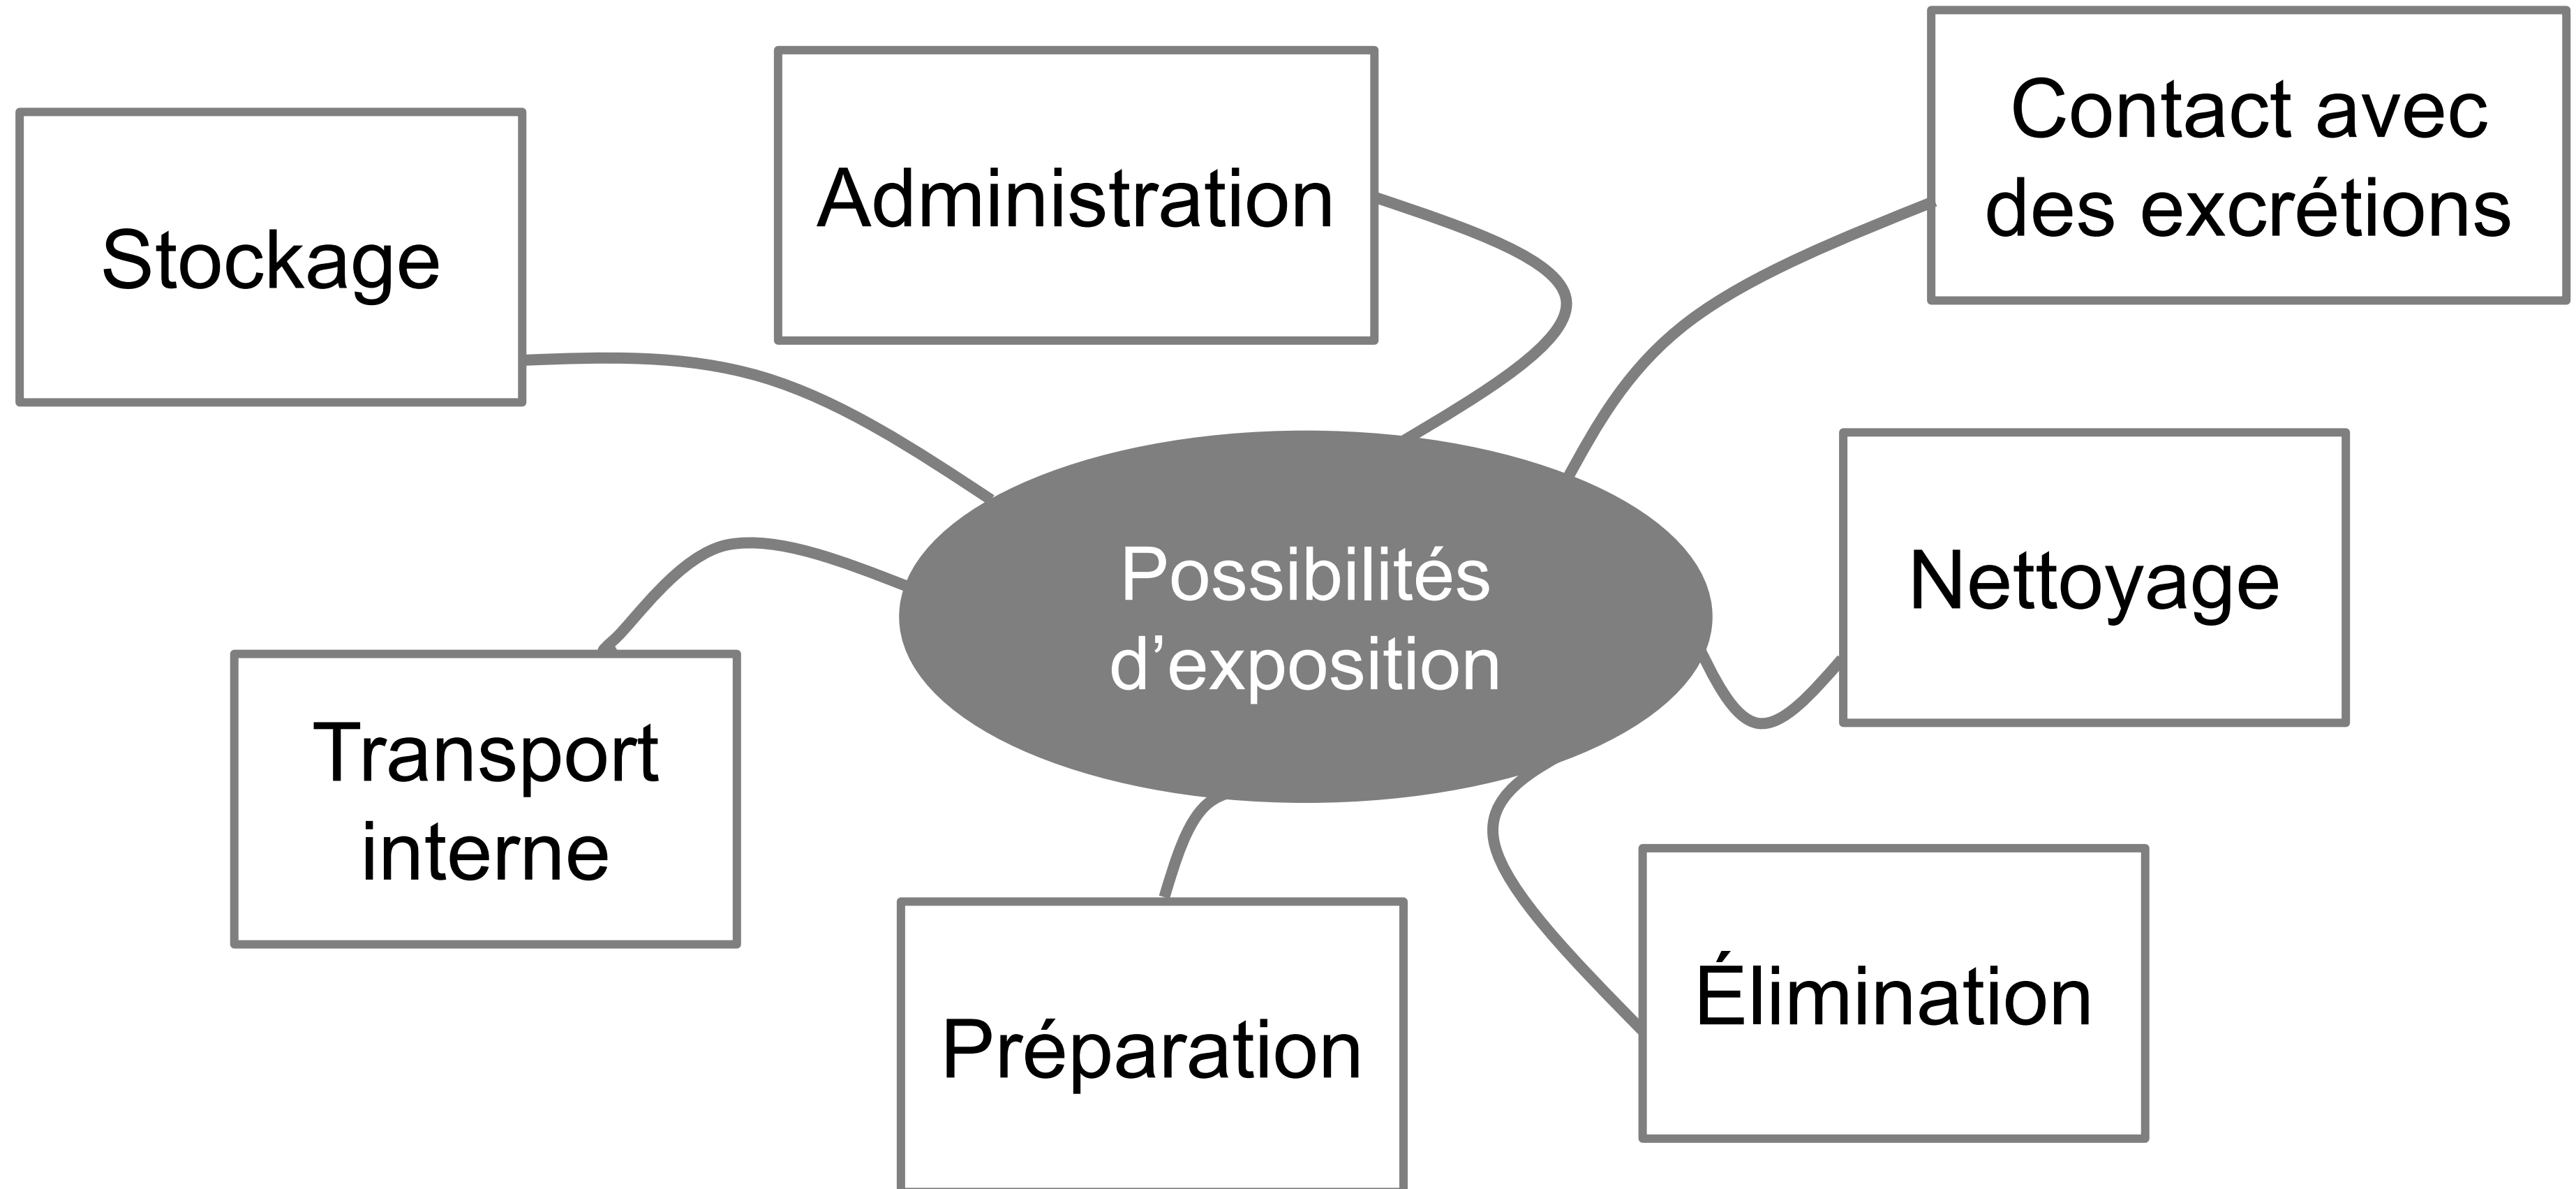 Stockage
Administration
Contact avec
des excrétions
Possibilités
d’exposition
Nettoyage
Transport
interne
Préparation
Élimination